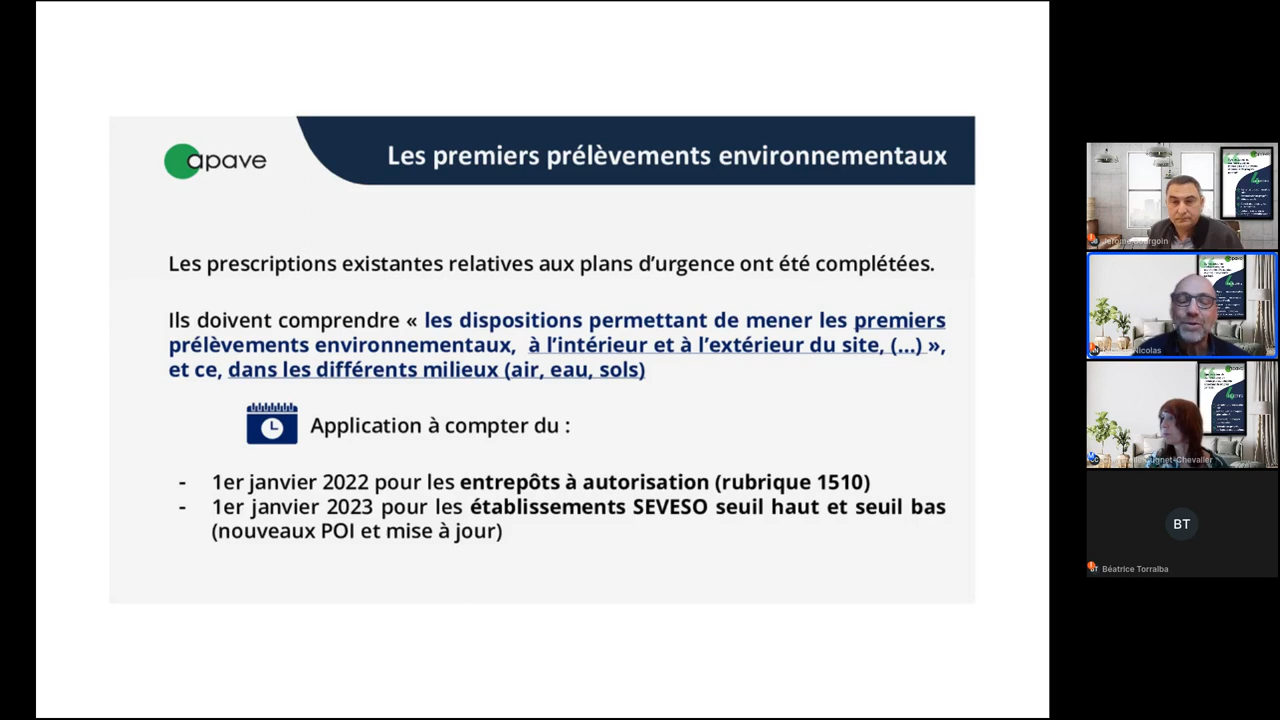 apave
Les premiers prélèvements environnementaux
Les prescriptions existantes relatives aux plans d’urgence ont été complétées.
Ils doivent comprendre « les dispositions permettant de mener les premiers
prélèvements environnementaux, à l’intérieur et à l’extérieur du site, (...) »,
et ce, dans les différents milieux (air, eau, sols)
Application à compter du :
- 1er janvier 2022 pour les entrepôts à autorisation (rubrique 1510)
- 1er janvier 2023 pour les établissements SEVESO seuil haut et seuil bas
(nouveaux POI et mise à jour)
Nicolas
BT
Béatrice Torralba